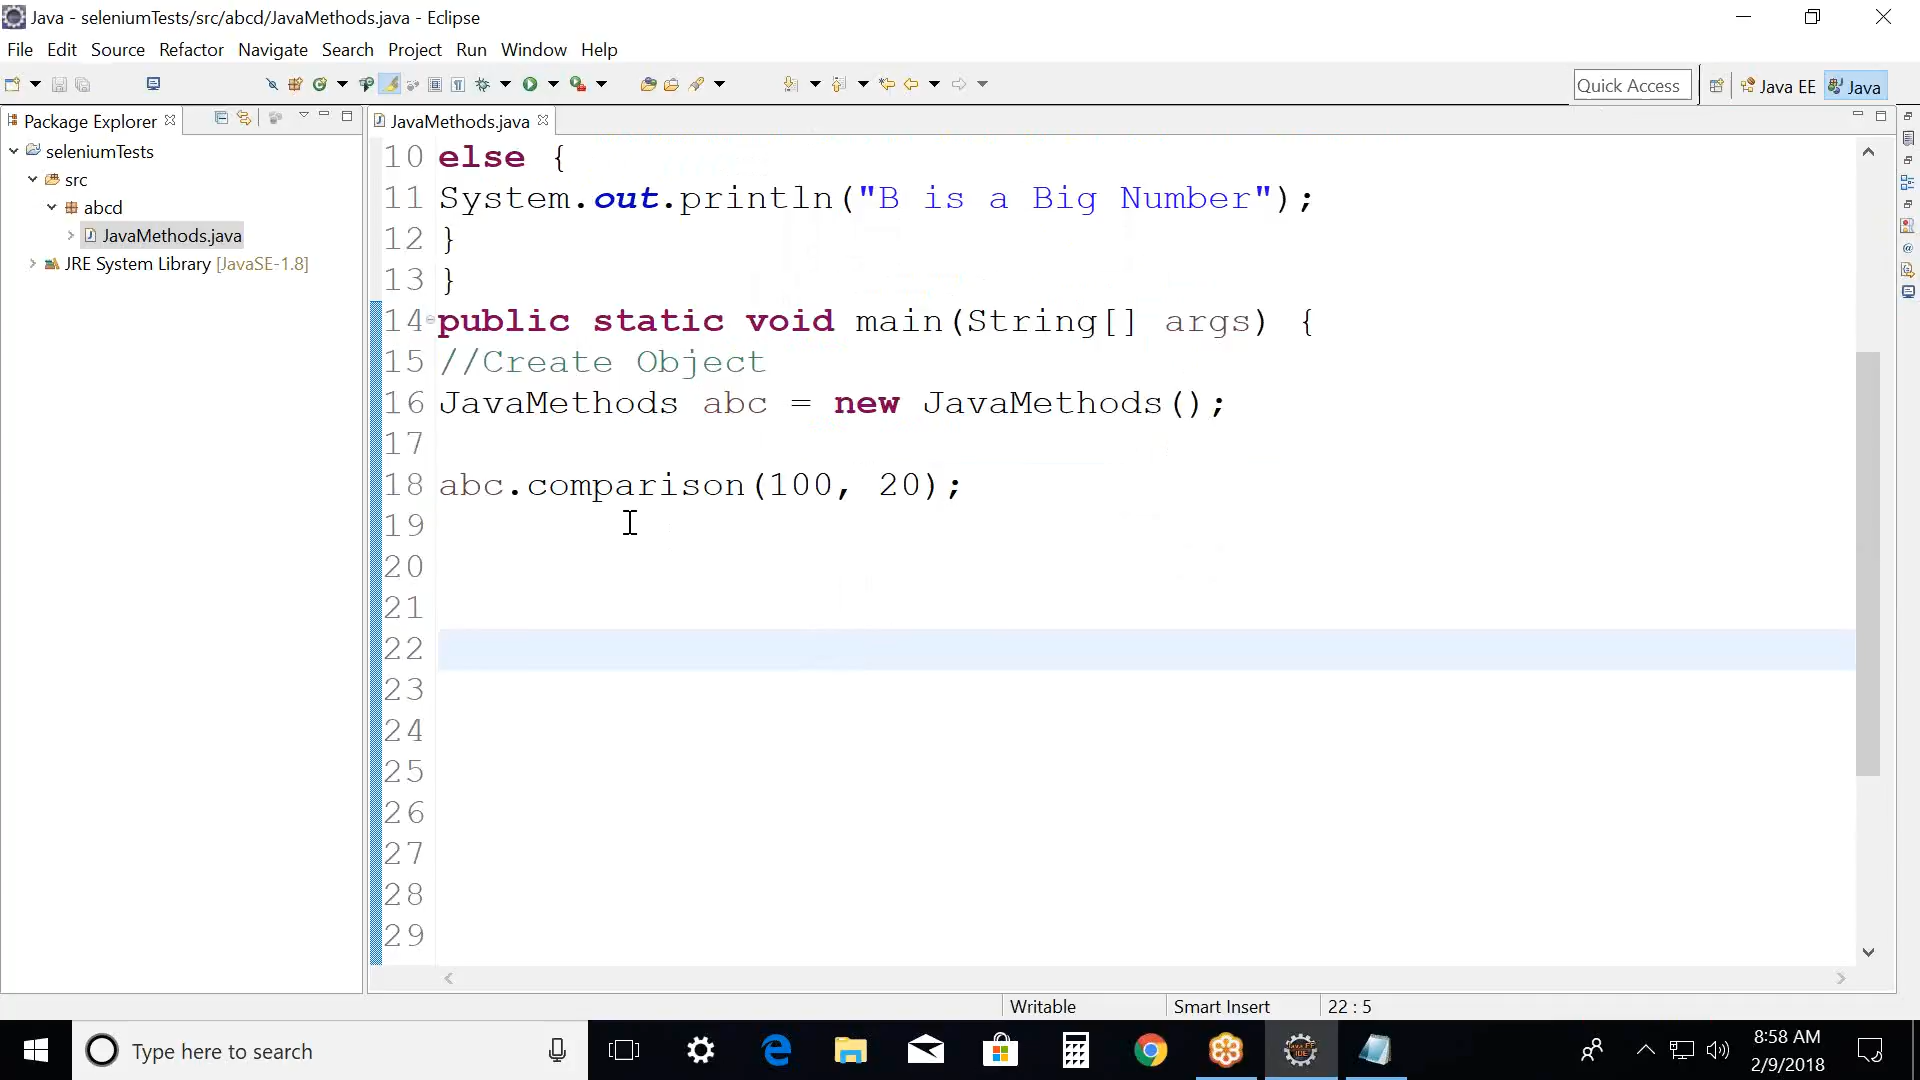 Java - seleniumTests/src/abcd/JavaMethods.java - Eclipse
File Edit Source Refactor Navigate Search Project Run Window Help
Quick Access Java EE Java
Package Explorer
JavaMethods.java
seleniumTests
src
abcd
JavaMethods.java
JRE System Library [JavaSE-1.8]
10 else {
11 System.out.println("B is a Big Number");
12 }
13 }
14 public static void main(String[] args) {
15 //Create Object
16 JavaMethods abc = new JavaMethods();
17
18 abc.comparison(100, 20);
19
20
21
22
23
24
25
26
27
28
29
Writable Smart Insert 22 : 5
Type here to search
8:58 AM
2/9/2018